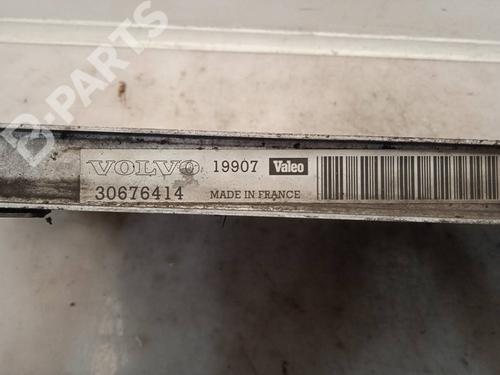 B-PARTS
VOLVO 19907 Valeo
30676414 MADE IN FRANCE